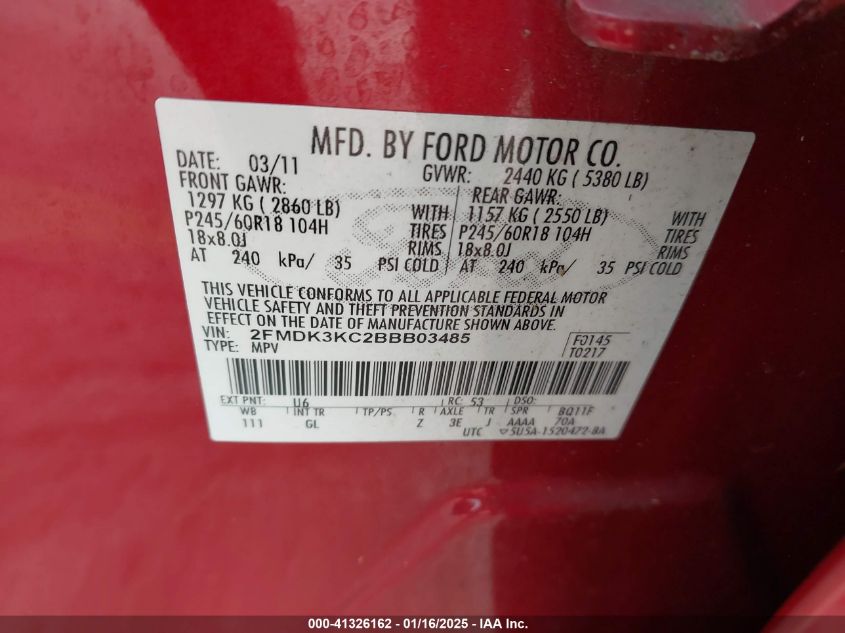 MFD. BY FORD MOTOR CO.
DATE: 03/11 GVWR: 2440 KG ( 5380 LB)
FRONT GAWR: REAR GAWR:
1297 KG ( 2860 LB) WITH 1157 KG ( 2550 LB) WITH
P245/60R18 104H TIRES P245/60R18 104H TIRES
18x8.0J RIMS 18x8.0J RIMS
AT 240 kPa/ 35 PSI COLD AT 240 kPa/ 35 PSI COLD
THIS VEHICLE CONFORMS TO ALL APPLICABLE FEDERAL MOTOR
VEHICLE SAFETY AND THEFT PREVENTION STANDARDS IN
EFFECT ON THE DATE OF MANUFACTURE SHOWN ABOVE.
VIN: 2FMDK3KC2BBB03485 F0145
TYPE: MPV T0217
EXT PNT: U6 RC: 53 DSO:
WB INT TR TP/PS R AXLE TR SPR BQ11F
111 GL Z 3E J AAAA 70A
UTC ▽5U5A-1520472-BA
000-41326162 - 01/16/2025 - IAA Inc.